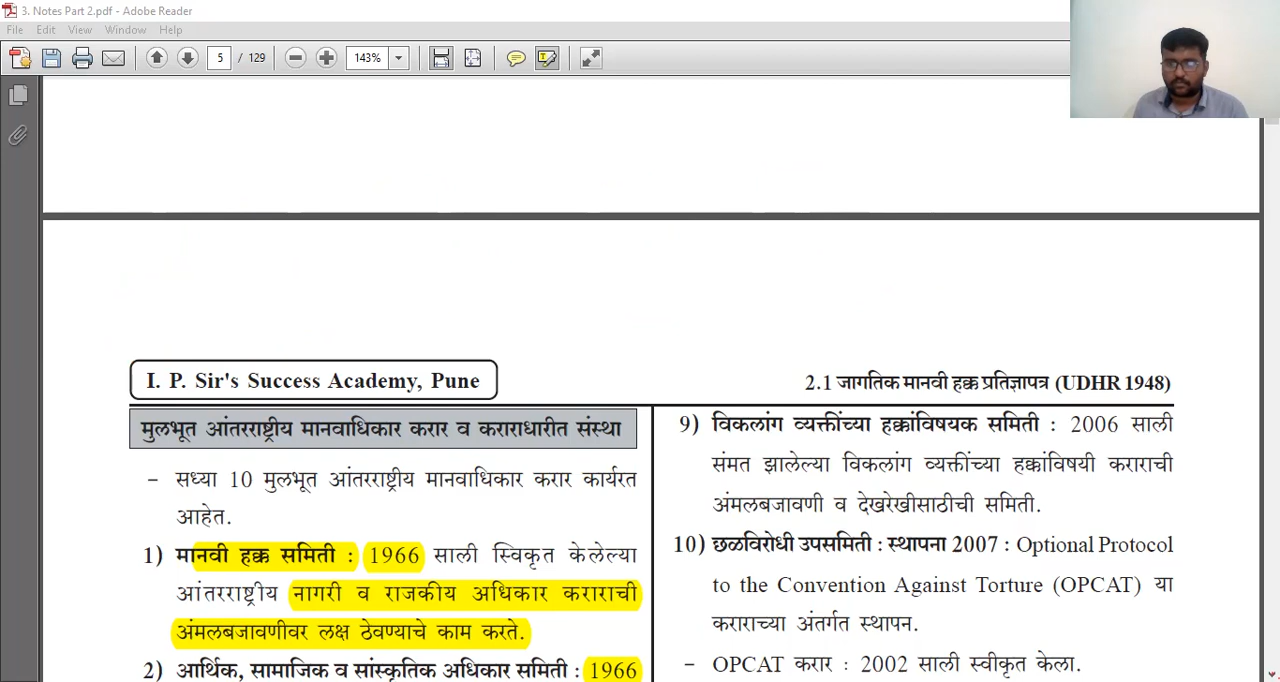 3. Notes Part 2.pdf - Adobe Reader
File Edit View Window Help
5 / 129 143%
I. P. Sir's Success Academy, Pune
2.1 जागतिक मानवी हक्क प्रतिज्ञापत्र (UDHR 1948)
मुलभूत आंतरराष्ट्रीय मानवाधिकार करार व कराराधारीत संस्था
– सध्या 10 मुलभूत आंतरराष्ट्रीय मानवाधिकार करार कार्यरत
आहेत.
1) मानवी हक्क समिती : 1966 साली स्विकृत केलेल्या
आंतरराष्ट्रीय नागरी व राजकीय अधिकार कराराची
अंमलबजावणीवर लक्ष ठेवण्याचे काम करते.
2) आर्थिक, सामाजिक व सांस्कृतिक अधिकार समिती : 1966
9) विकलांग व्यक्तींच्या हक्कांविषयक समिती : 2006 साली
संमत झालेल्या विकलांग व्यक्तींच्या हक्कांविषयी कराराची
अंमलबजावणी व देखरेखीसाठीची समिती.
10) छळविरोधी उपसमिती : स्थापना 2007 : Optional Protocol
to the Convention Against Torture (OPCAT) या
कराराच्या अंतर्गत स्थापन.
– OPCAT करार : 2002 साली स्वीकृत केला.